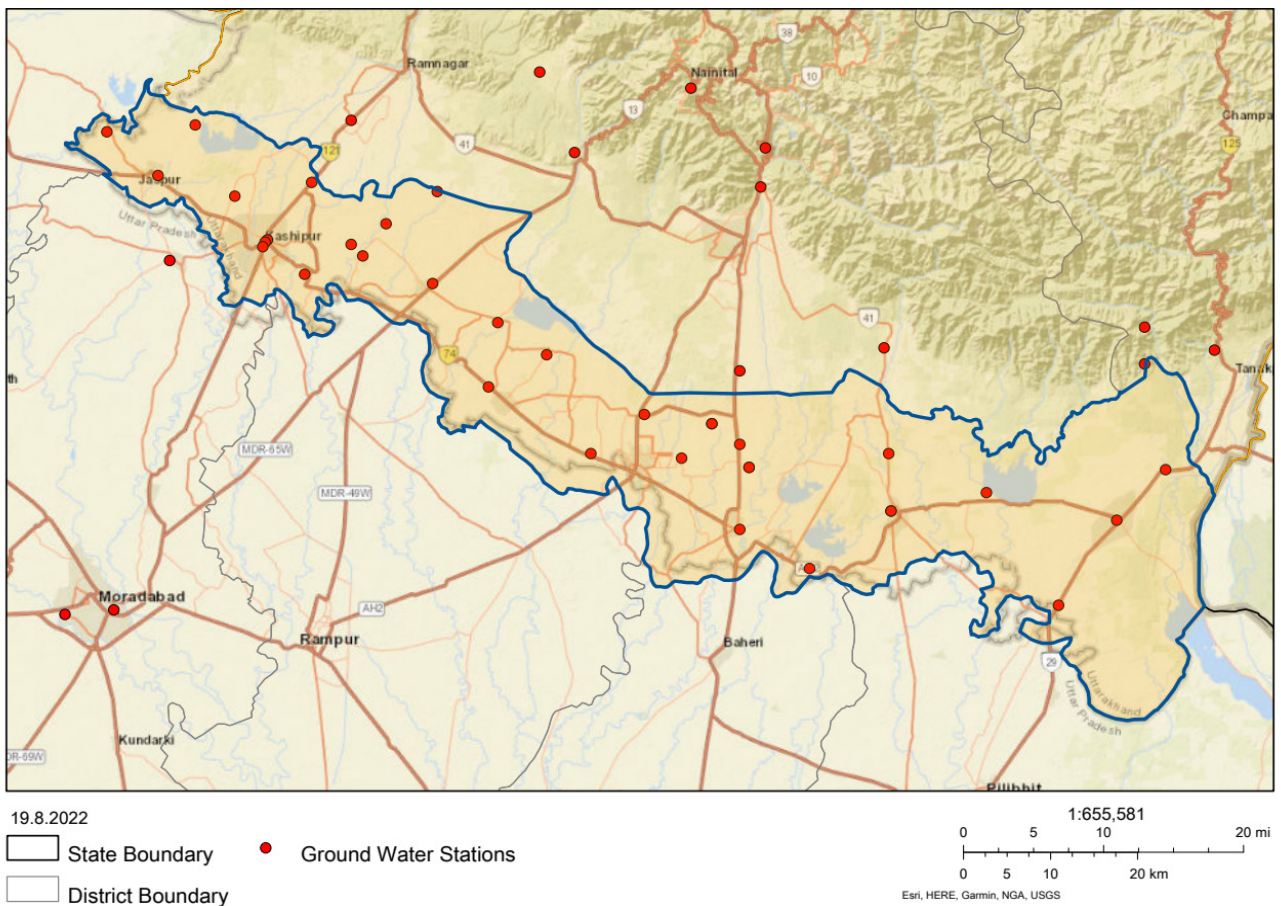 38
Ramnagar
Nainital
10
13
Champa
125
41
121
Jaspur
Uttar Pradesh
Uttarakhand
Kashipur
41
74
th
Tanak
MDR-65W
MDR-49W
Moradabad
AH2
Rampur
Baheri
29
Uttarakhand
Uttar Pradesh
Kundarki
DR-69W
Pilibhit
19.8.2022
State Boundary
Ground Water Stations
District Boundary
1:655,581
0 5 10 20 mi
0 5 10 20 km
Esri, HERE, Garmin, NGA, USGS